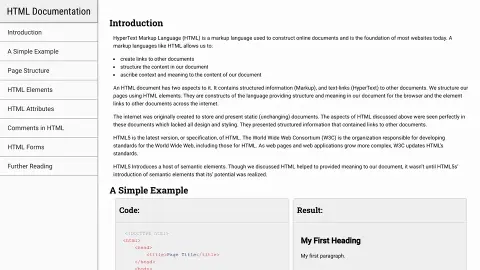 HTML Documentation
Introduction
A Simple Example
Page Structure
HTML Elements
HTML Attributes
Comments in HTML
HTML Forms
Further Reading
Introduction
HyperText Markup Language (HTML) is a markup language used to construct online documents and is the foundation of most websites today. A
markup languages like HTML allows us to:
create links to other documents
structure the content in our document
ascribe context and meaning to the content of our document
An HTML document has two aspects to it. It contains structured information (Markup), and text-links (HyperText) to other documents. We structure our
pages using HTML elements. They are constructs of the language providing structure and meaning in our document for the browser and the element
links to other documents across the internet.
The internet was originally created to store and present static (unchanging) documents. The aspects of HTML discussed above were seen perfectly in
these documents which lacked all design and styling. They presented structured information that contained links to other documents.
HTML5 is the latest version, or specification, of HTML. The World Wide Web Consortium (W3C) is the organization responsible for developing
standards for the World Wide Web, including those for HTML. As web pages and web applications grow more complex, W3C updates HTML's
standards.
HTML5 Introduces a host of semantic elements. Though we discussed HTML helped to provided meaning to our document, it wasn't until HTML5s'
introduction of semantic elements that its' potential was realized.
A Simple Example
Code:
Result:
<!DOCTYPE html>
<html>
<head>
<title>Page Title</title>
</head>
<body>
My First Heading
My first paragraph.